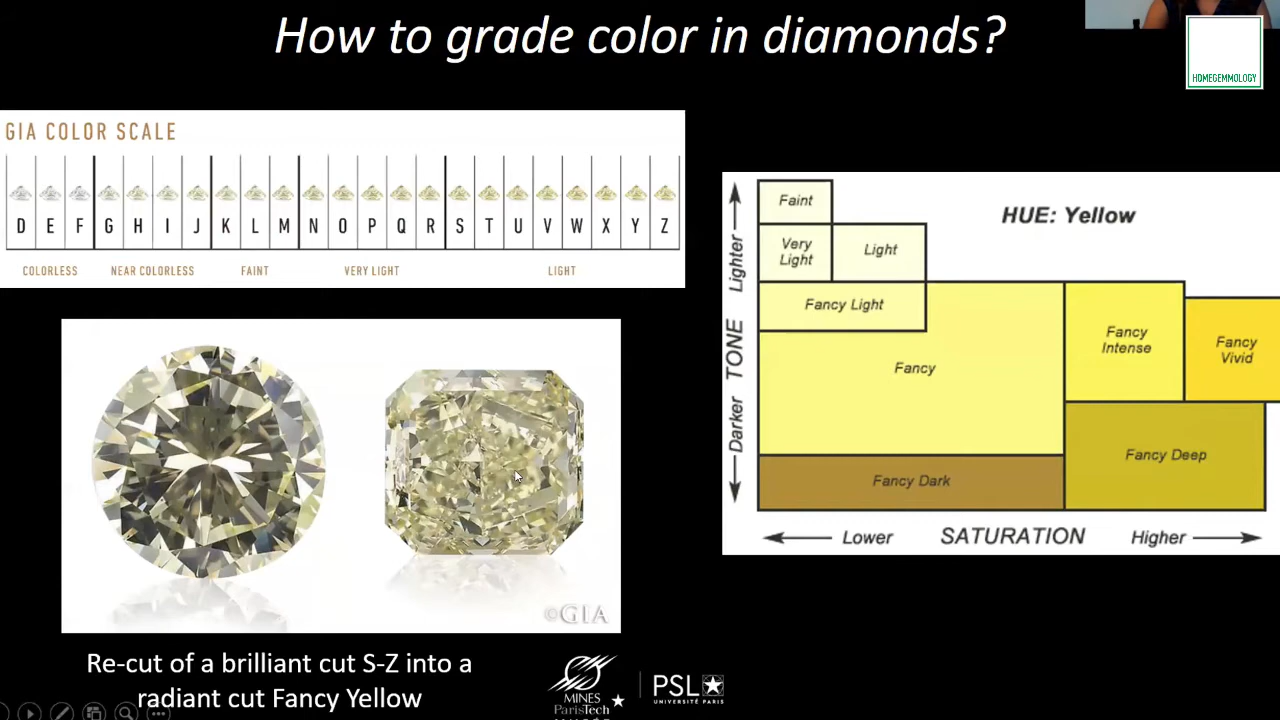 How to grade color in diamonds?
HOMEGEMMOLOGY
GIA COLOR SCALE
D E F G H I J K L M N O P Q R S T U V W X Y Z
COLORLESS NEAR COLORLESS FAINT VERY LIGHT LIGHT
HUE: Yellow
Faint
Very
Light
Light
Fancy Light
Fancy
Fancy
Intense
Fancy
Vivid
Fancy Deep
Fancy Dark
Lighter
TONE
Darker
Lower SATURATION Higher
©GIA
Re-cut of a brilliant cut S-Z into a
radiant cut Fancy Yellow
MINES
ParisTech
PSL
UNIVERSITÉ PARIS